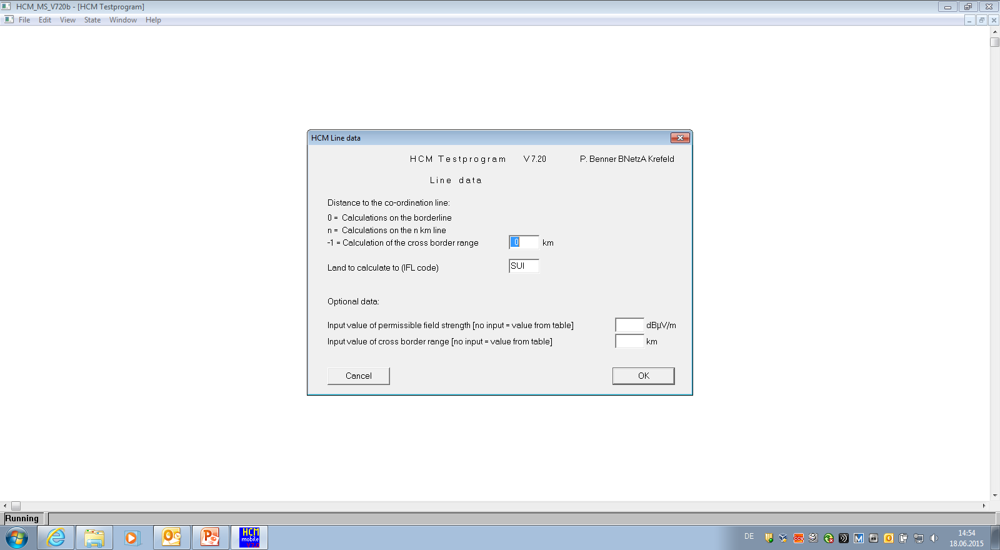 HCM_MS_V720b - [HCM Testprogram]
File Edit View State Window Help
HCM Line data
HCM Testprogram V 7.20 P. Benner BNetzA Krefeld
Line data
Distance to the co-ordination line:
0 = Calculations on the borderline
n = Calculations on the n km line
-1 = Calculation of the cross border range 0 km
Land to calculate to (IFL code) SUI
Optional data:
Input value of permissible field strength [no input = value from table] dBµV/m
Input value of cross border range [no input = value from table] km
Cancel OK
Running
HCM
mobile
V 7.0
DE
14:54
18.06.2015